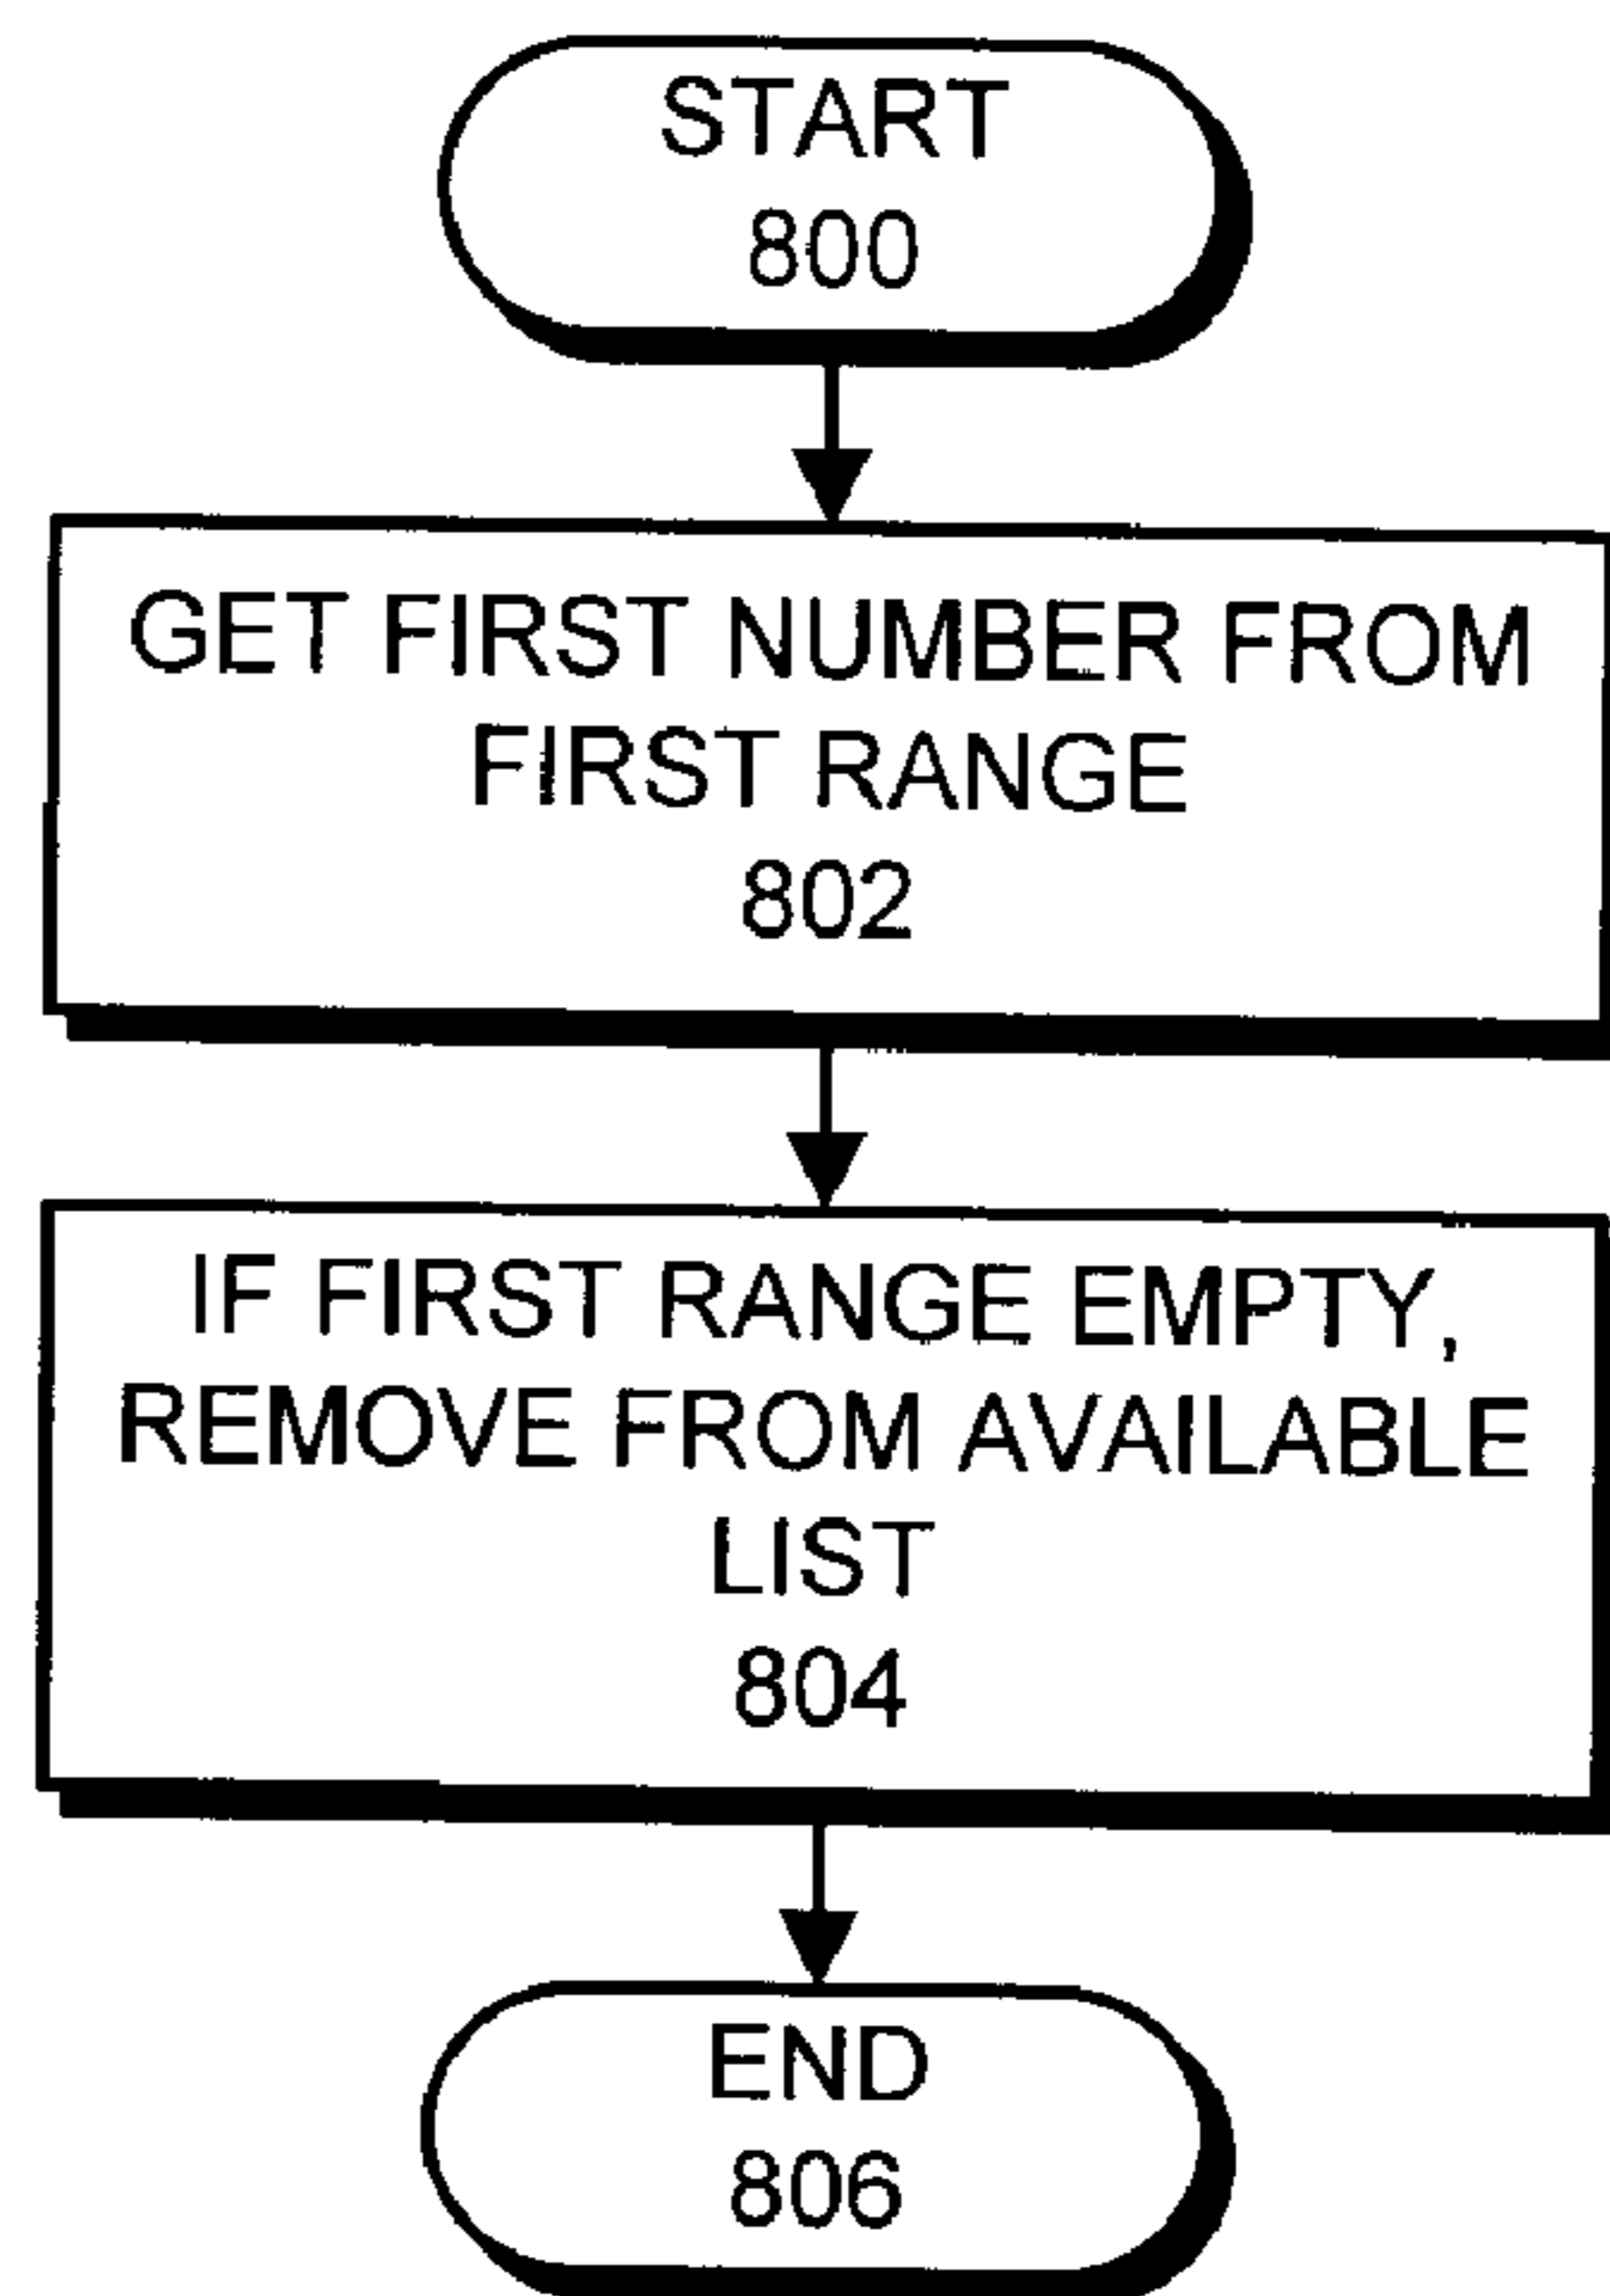 START
800
GET FIRST NUMBER FROM
FIRST RANGE
802
IF FIRST RANGE EMPTY,
REMOVE FROM AVAILABLE
LIST
804
END
806